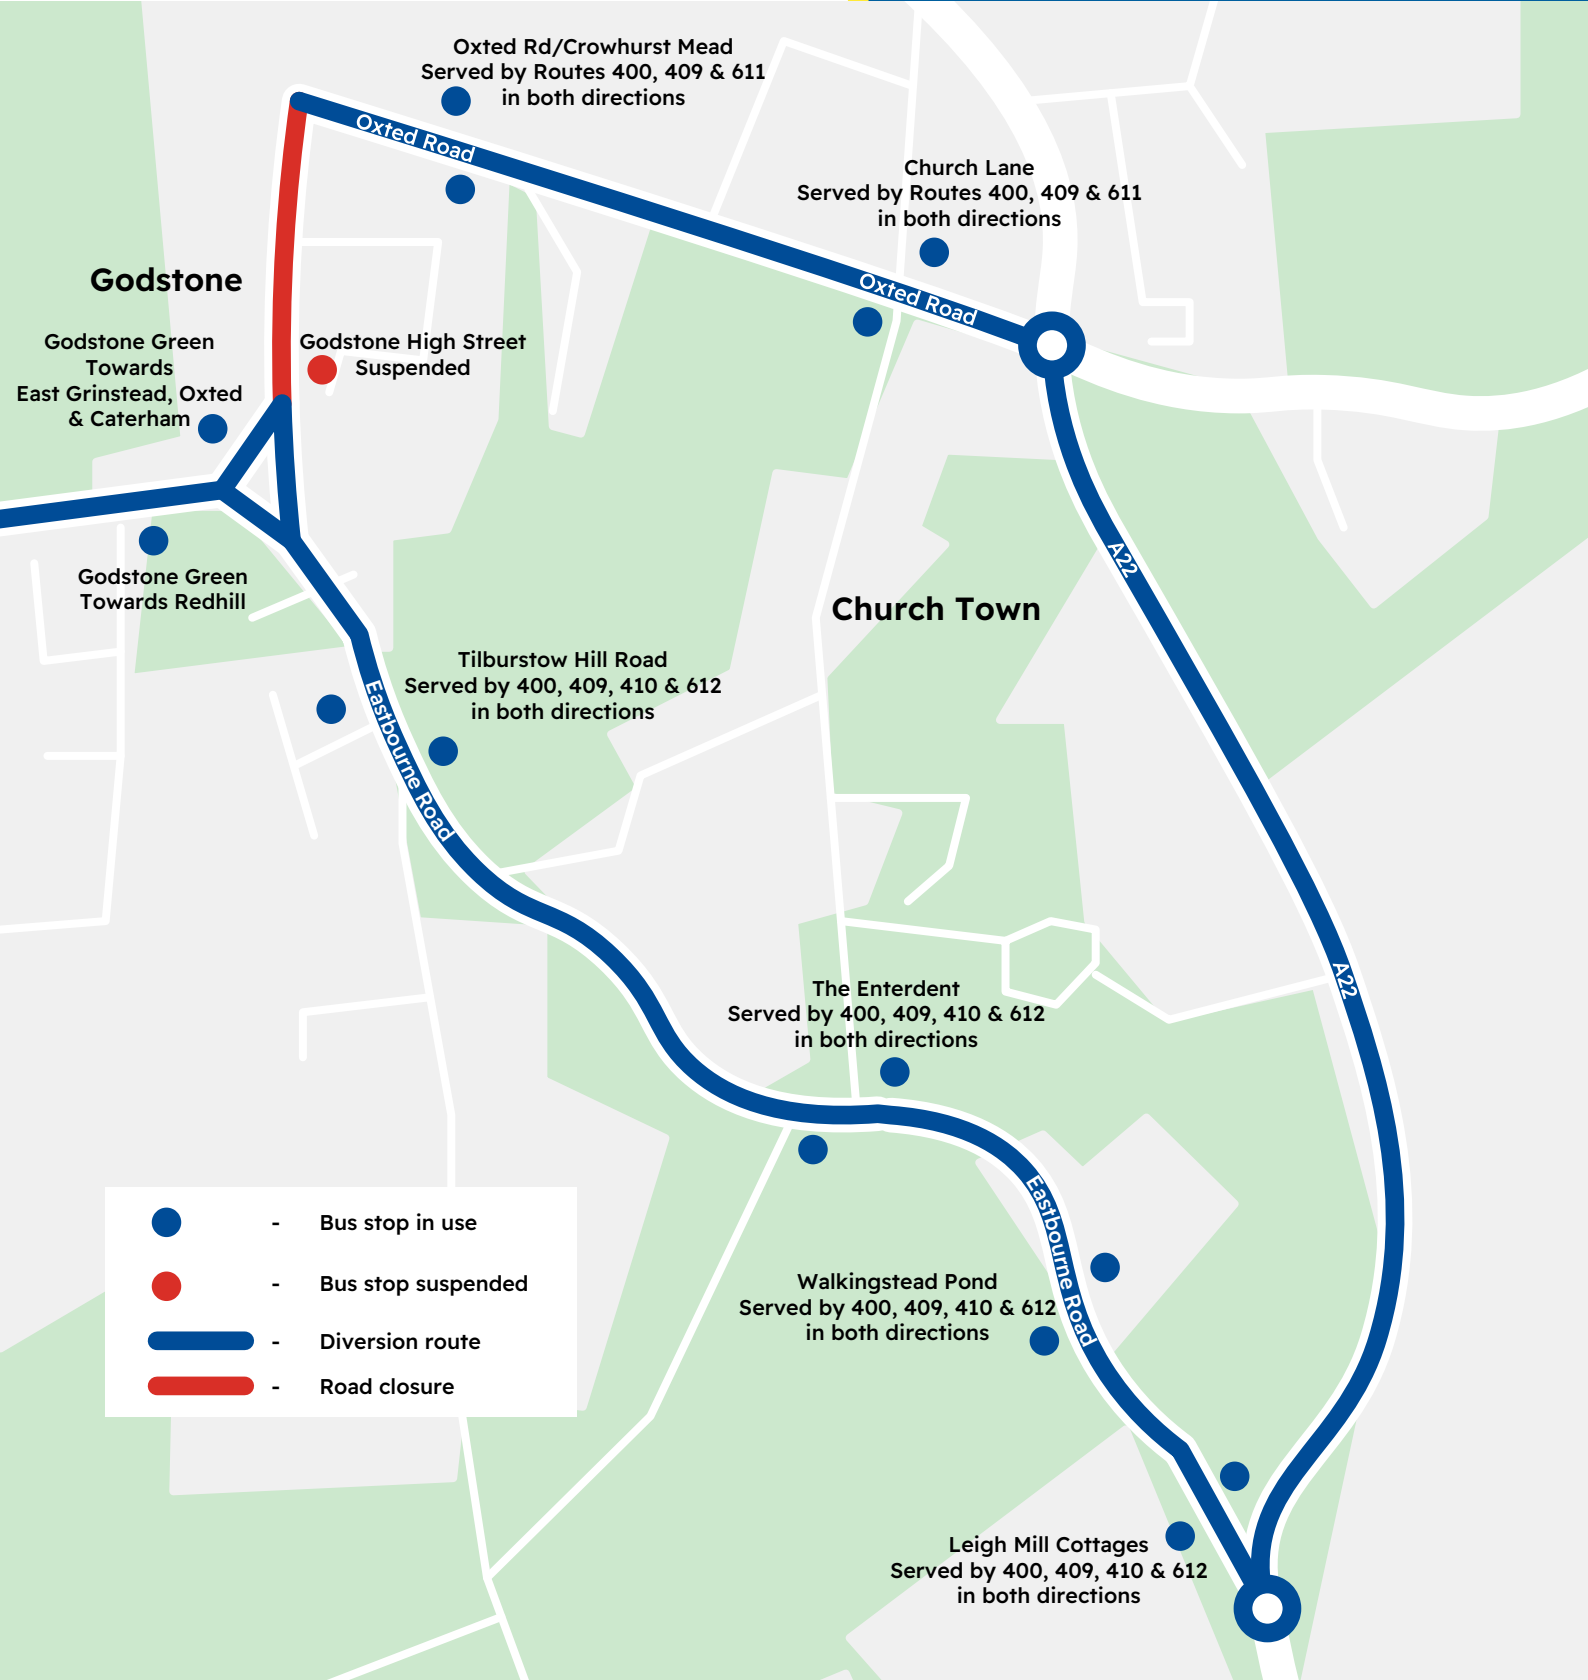 Oxted Rd/Crowhurst Mead
Served by Routes 400, 409 & 611
in both directions
Oxted Road
Church Lane
Served by Routes 400, 409 & 611
in both directions
Oxted Road
Godstone
Godstone Green
Towards
East Grinstead, Oxted
& Caterham
Godstone High Street
Suspended
Godstone Green
Towards Redhill
A22
Church Town
Tilburstow Hill Road
Served by 400, 409, 410 & 612
in both directions
Eastbourne Road
A22
The Enterdent
Served by 400, 409, 410 & 612
in both directions
Eastbourne Road
Walkingstead Pond
Served by 400, 409, 410 & 612
in both directions
- Bus stop in use
- Bus stop suspended
- Diversion route
- Road closure
Leigh Mill Cottages
Served by 400, 409, 410 & 612
in both directions